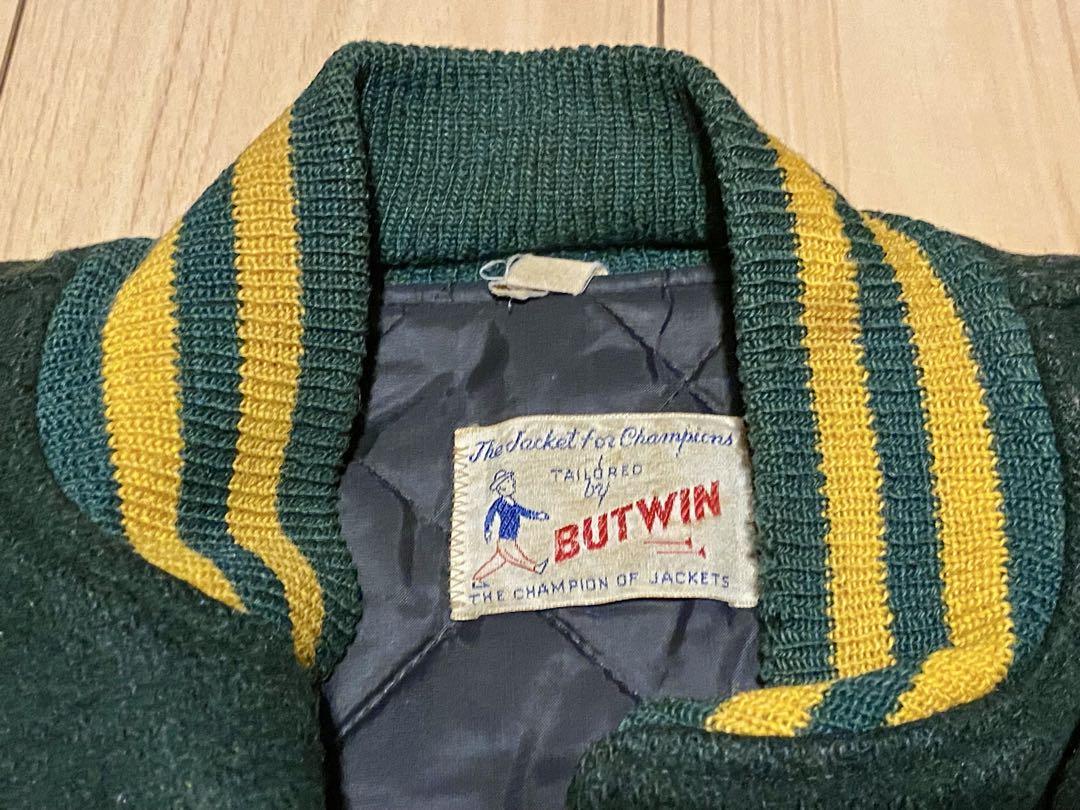 The Jacket for Champions
TAILORED
by
BUTWIN
THE CHAMPION OF JACKETS